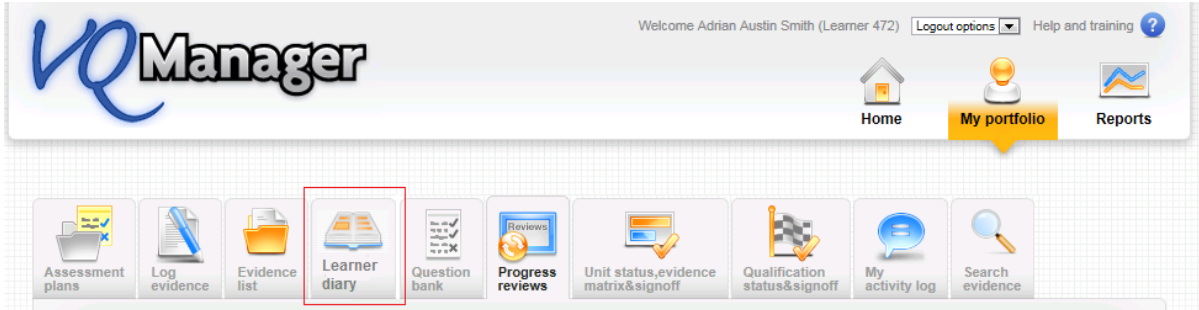 Welcome Adrian Austin Smith (Learner 472) Logout options Help and training ?
VQManager
Home My portfolio Reports
Reviews
Assessment plans
Log evidence
Evidence list
Learner diary
Question bank
Progress reviews
Unit status,evidence matrix&signoff
Qualification status&signoff
My activity log
Search evidence